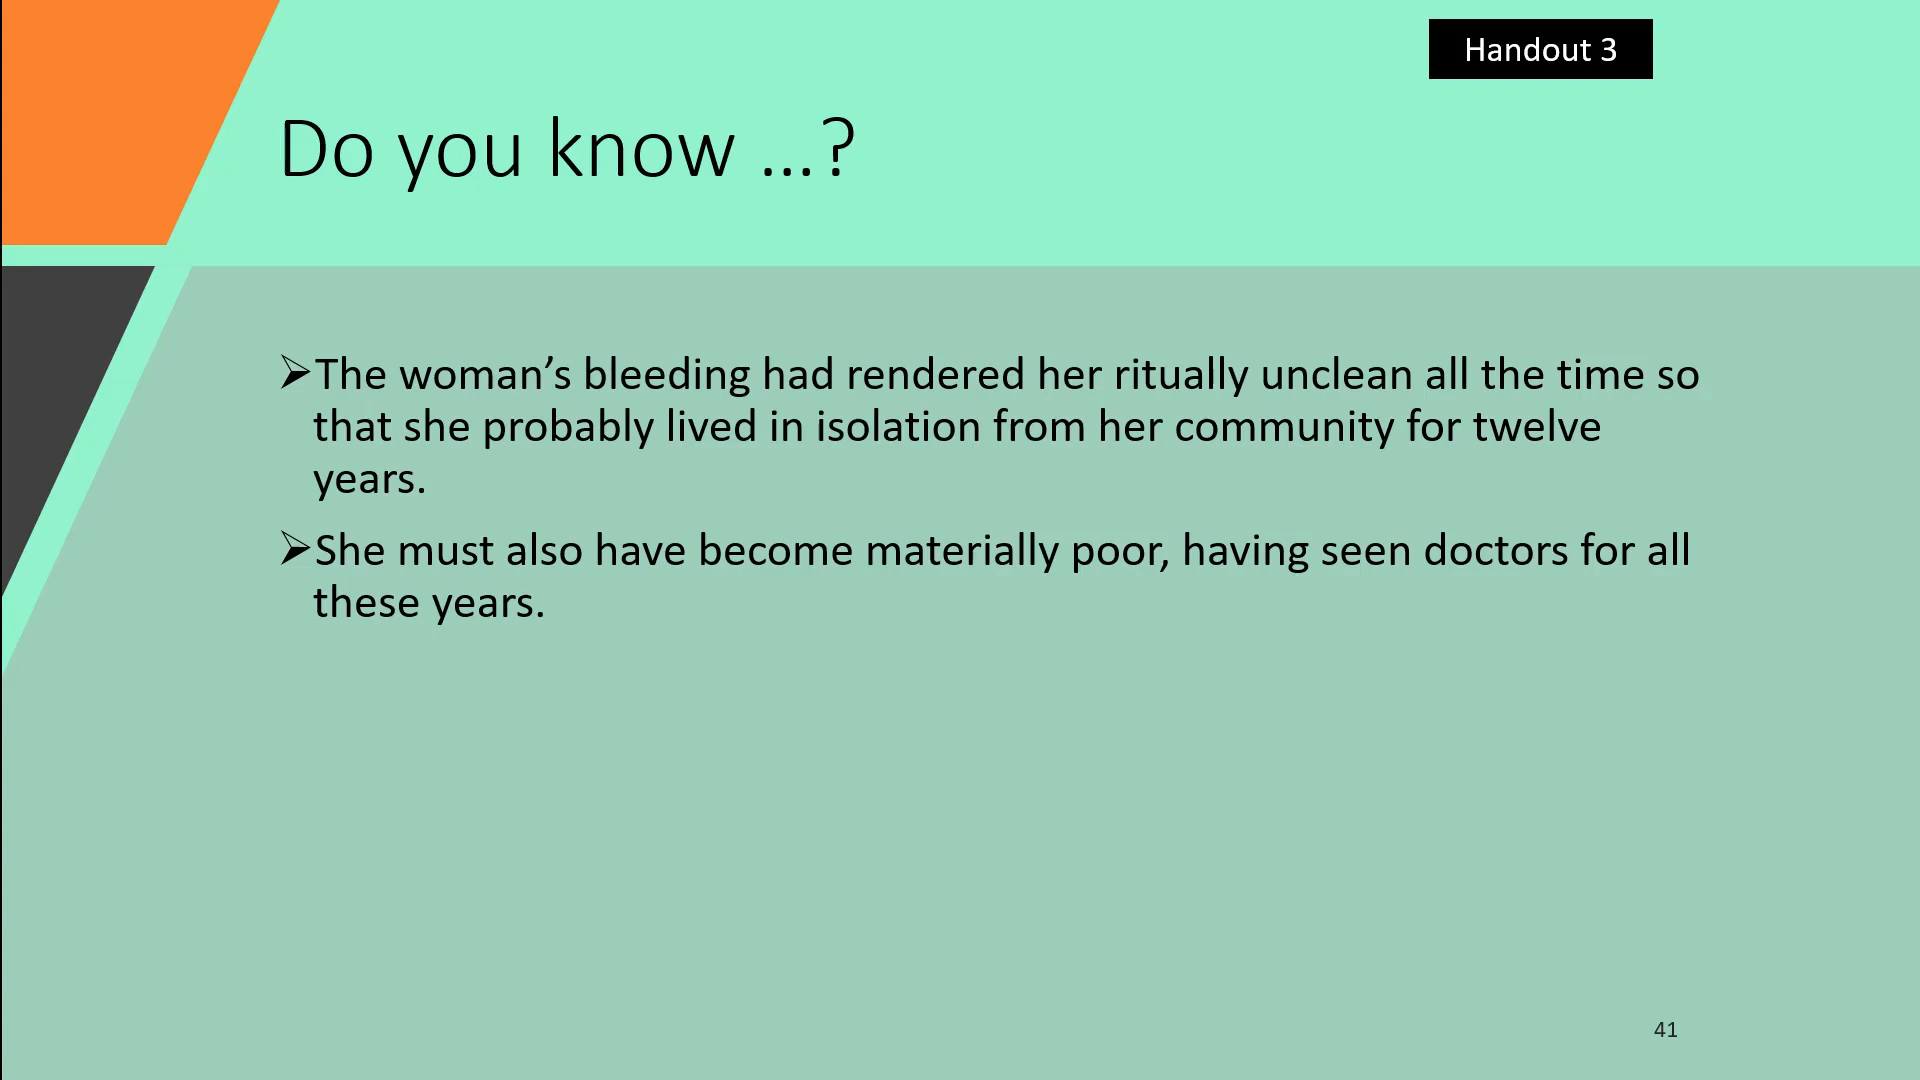 Handout 3
Do you know ...?
➢The woman’s bleeding had rendered her ritually unclean all the time so
that she probably lived in isolation from her community for twelve
years.
➢She must also have become materially poor, having seen doctors for all
these years.
41